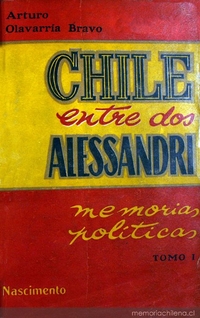 Arturo
Olavarría Bravo
CHILE
entre dos
ALESSANDRI
memorias
políticas
TOMO I
Nascimento
memoriachilena.cl